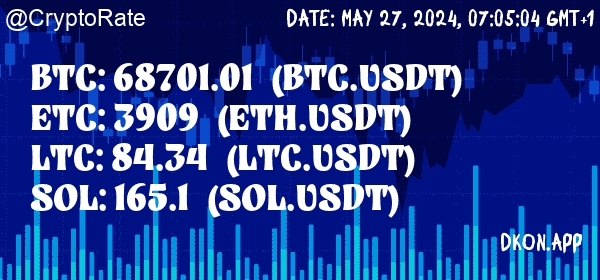 @CryptoRate
DATE: MAY 27, 2024, 07:05:04 GMT+1
BTC: 68701.01 (BTC.USDT)
ETC: 3909 (ETH.USDT)
LTC: 84.34 (LTC.USDT)
SOL: 165.1 (SOL.USDT)
DKON.APP